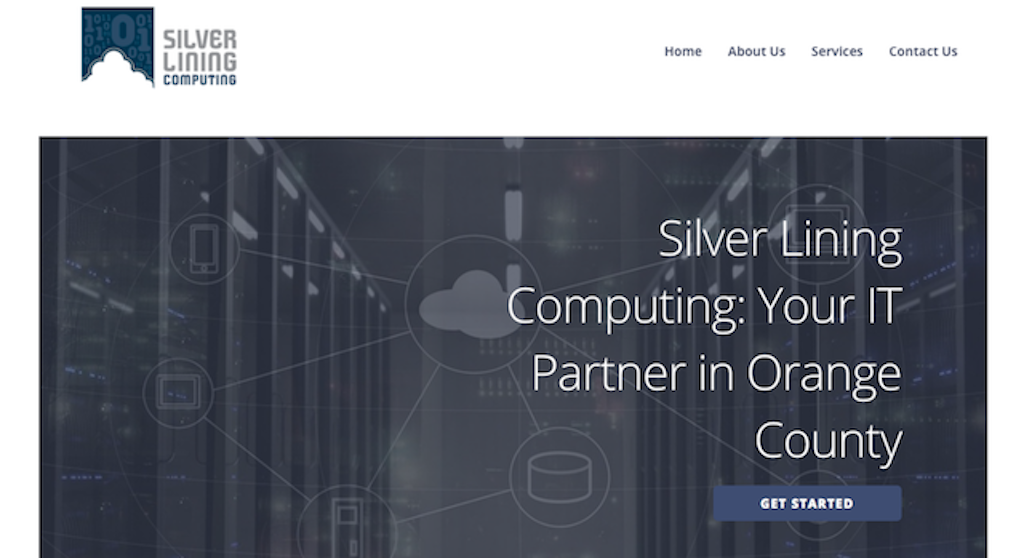 SILVER
LINING
COMPUTING
Home About Us Services Contact Us
Silver Lining
Computing: Your IT
Partner in Orange
County
GET STARTED